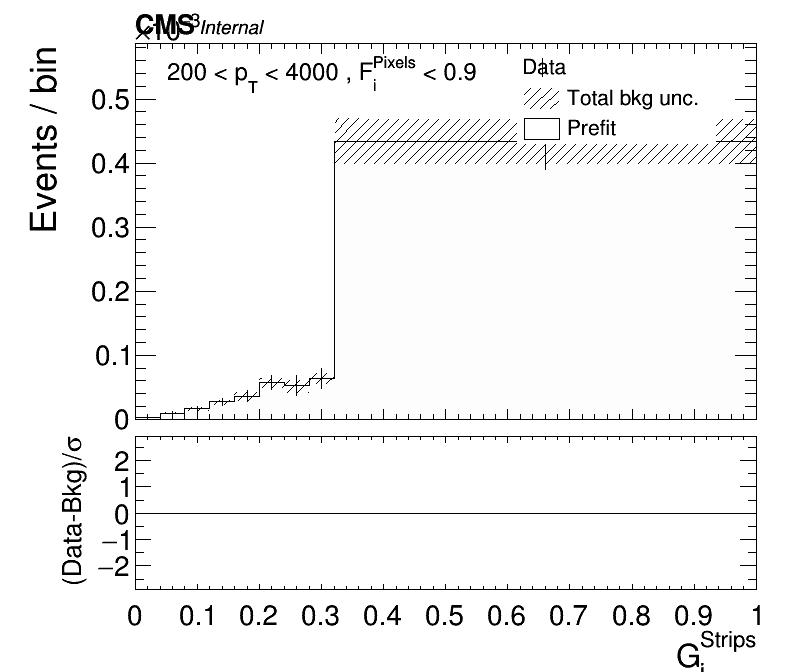 CMS Internal
×10³
200 < p_T < 4000 , F_i^Pixels < 0.9
Data
Total bkg unc.
Prefit
Events / bin
0.5
0.4
0.3
0.2
0.1
0
(Data-Bkg)/σ
2
1
0
−1
−2
0 0.1 0.2 0.3 0.4 0.5 0.6 0.7 0.8 0.9 1
G_i^Strips